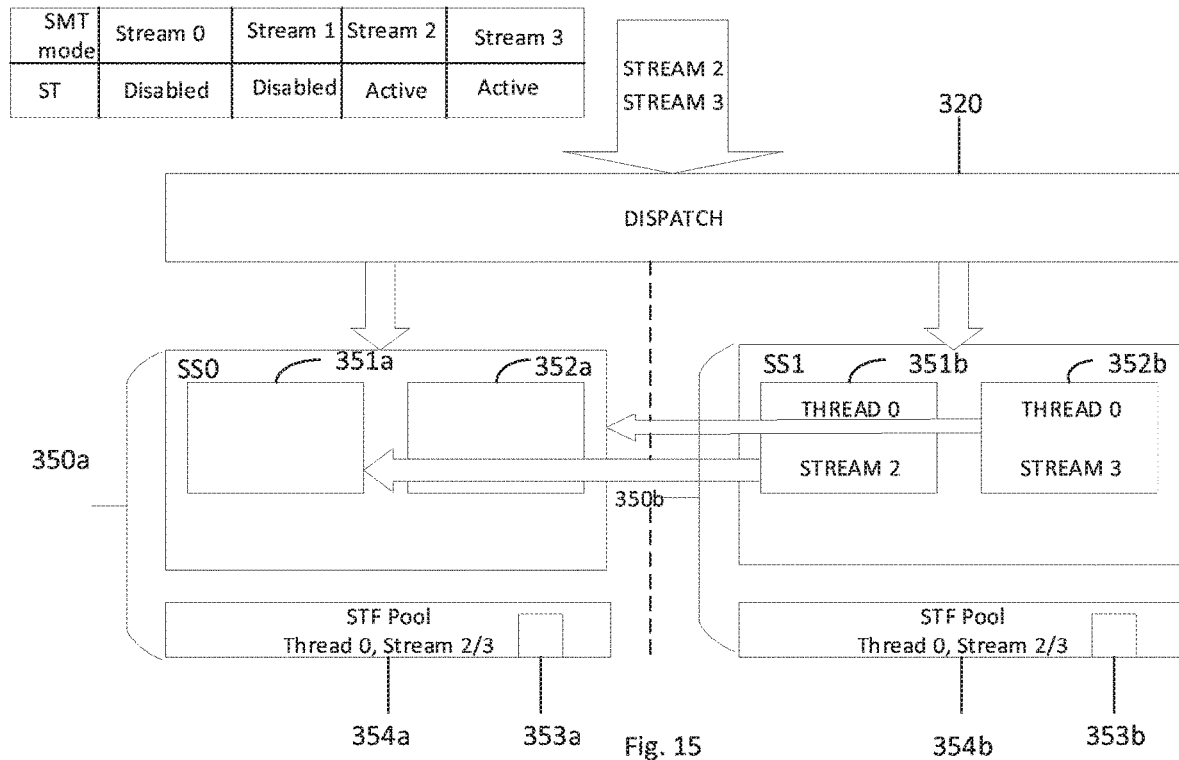 SMT mode Stream 0 Stream 1 Stream 2 Stream 3
ST Disabled Disabled Active Active
STREAM 2
STREAM 3
320
DISPATCH
SS0 351a 352a
SS1 351b 352b
THREAD 0 THREAD 0
350a
STREAM 2 STREAM 3
350b
STF Pool
Thread 0, Stream 2/3
STF Pool
Thread 0, Stream 2/3
354a 353a
354b 353b
Fig. 15